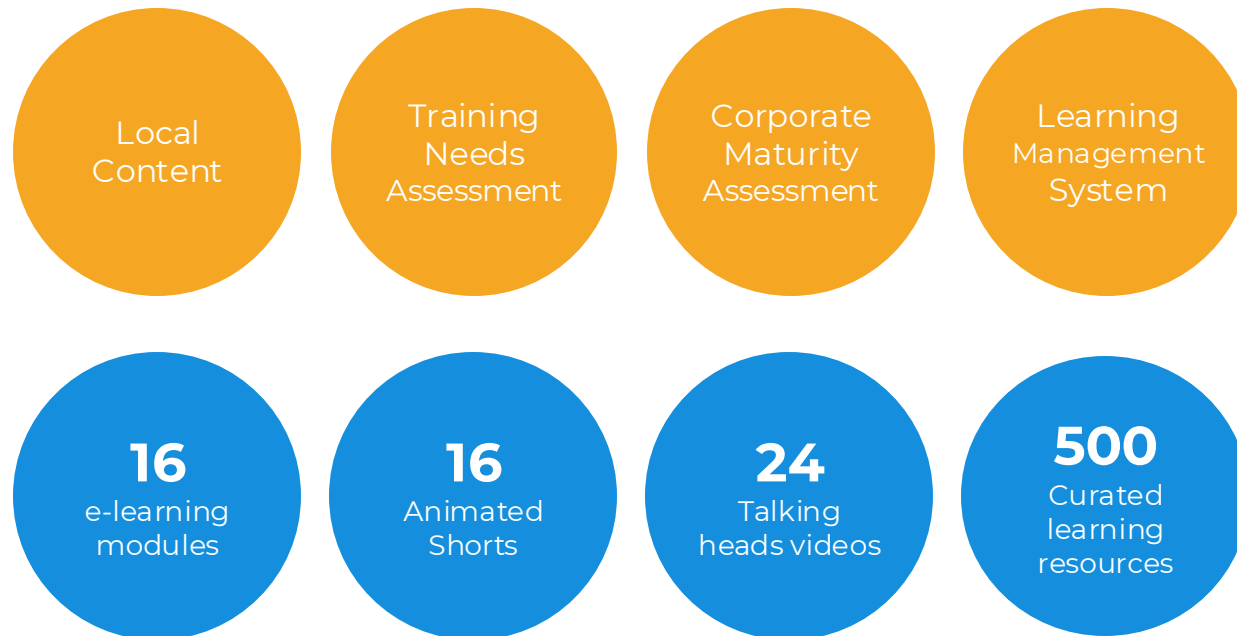 Local
Content
Training
Needs
Assessment
Corporate
Maturity
Assessment
Learning
Management
System
16
e-learning
modules
16
Animated
Shorts
24
Talking
heads videos
500
Curated
learning
resources